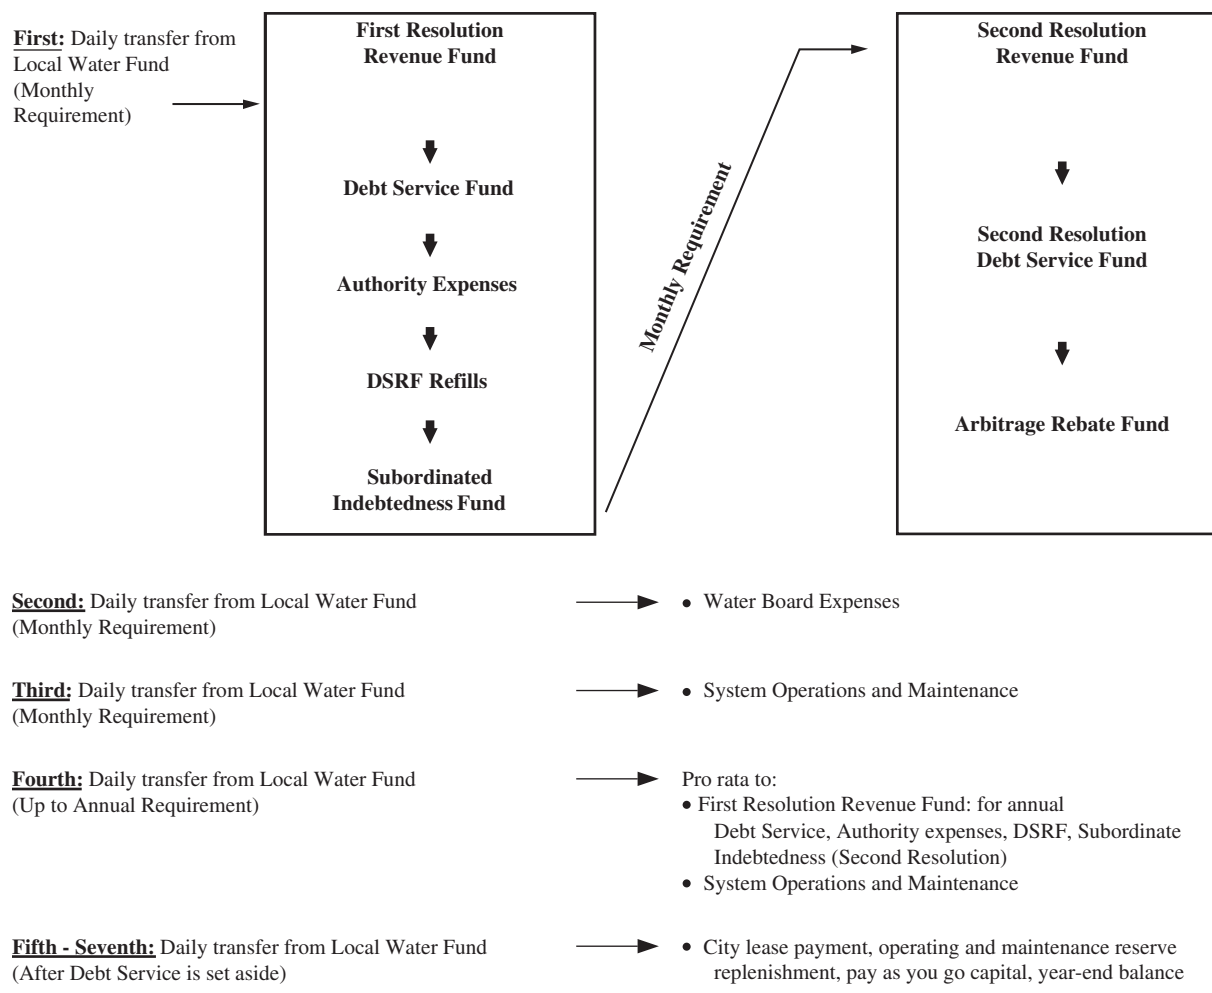 First: Daily transfer from
Local Water Fund
(Monthly
Requirement)
First Resolution
Revenue Fund
Debt Service Fund
Authority Expenses
DSRF Refills
Subordinated
Indebtedness Fund
Monthly Requirement
Second Resolution
Revenue Fund
Second Resolution
Debt Service Fund
Arbitrage Rebate Fund
Second: Daily transfer from Local Water Fund
(Monthly Requirement)
• Water Board Expenses
Third: Daily transfer from Local Water Fund
(Monthly Requirement)
• System Operations and Maintenance
Fourth: Daily transfer from Local Water Fund
(Up to Annual Requirement)
Pro rata to:
• First Resolution Revenue Fund: for annual
Debt Service, Authority expenses, DSRF, Subordinate
Indebtedness (Second Resolution)
• System Operations and Maintenance
Fifth - Seventh: Daily transfer from Local Water Fund
(After Debt Service is set aside)
• City lease payment, operating and maintenance reserve
replenishment, pay as you go capital, year-end balance